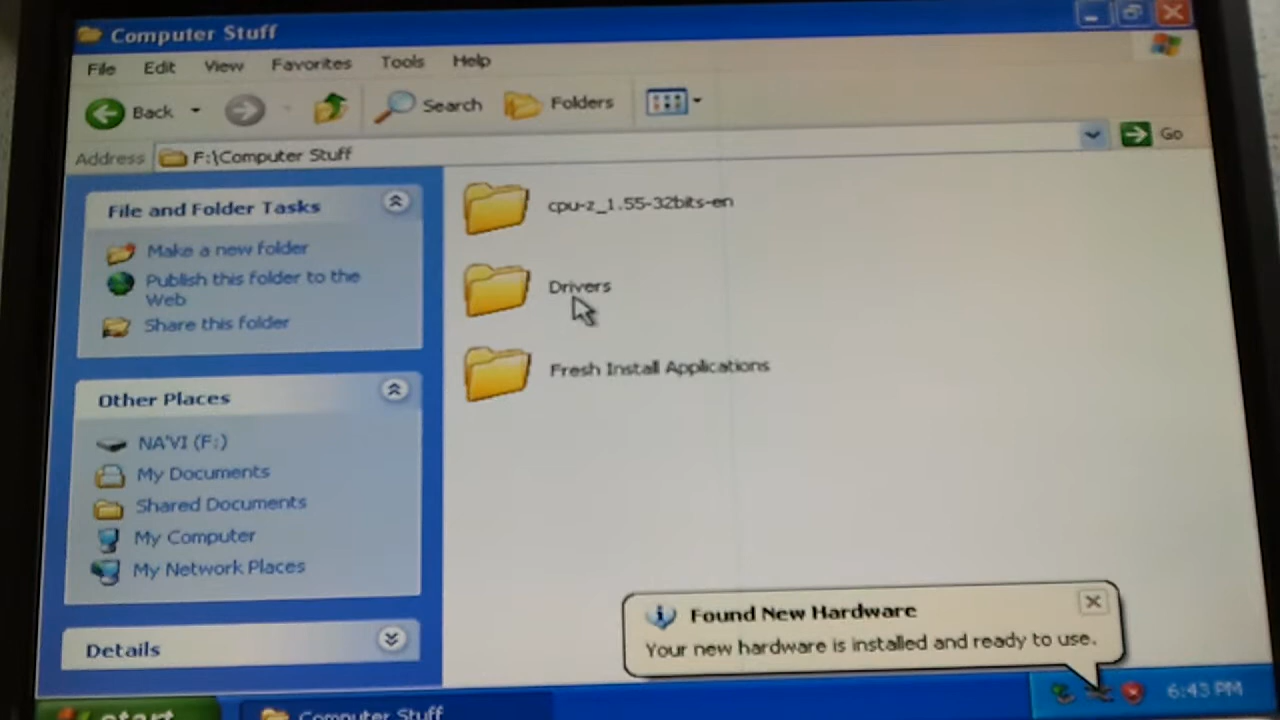 Computer Stuff
File Edit View Favorites Tools Help
Back Search Folders
Address F:\Computer Stuff Go
File and Folder Tasks
Make a new folder
Publish this folder to the
Web
Share this folder
Other Places
NA'VI (F:)
My Documents
Shared Documents
My Computer
My Network Places
Details
cpu-z_1.55-32bits-en
Drivers
Fresh Install Applications
Found New Hardware
Your new hardware is installed and ready to use.
start Computer Stuff 6:43 PM